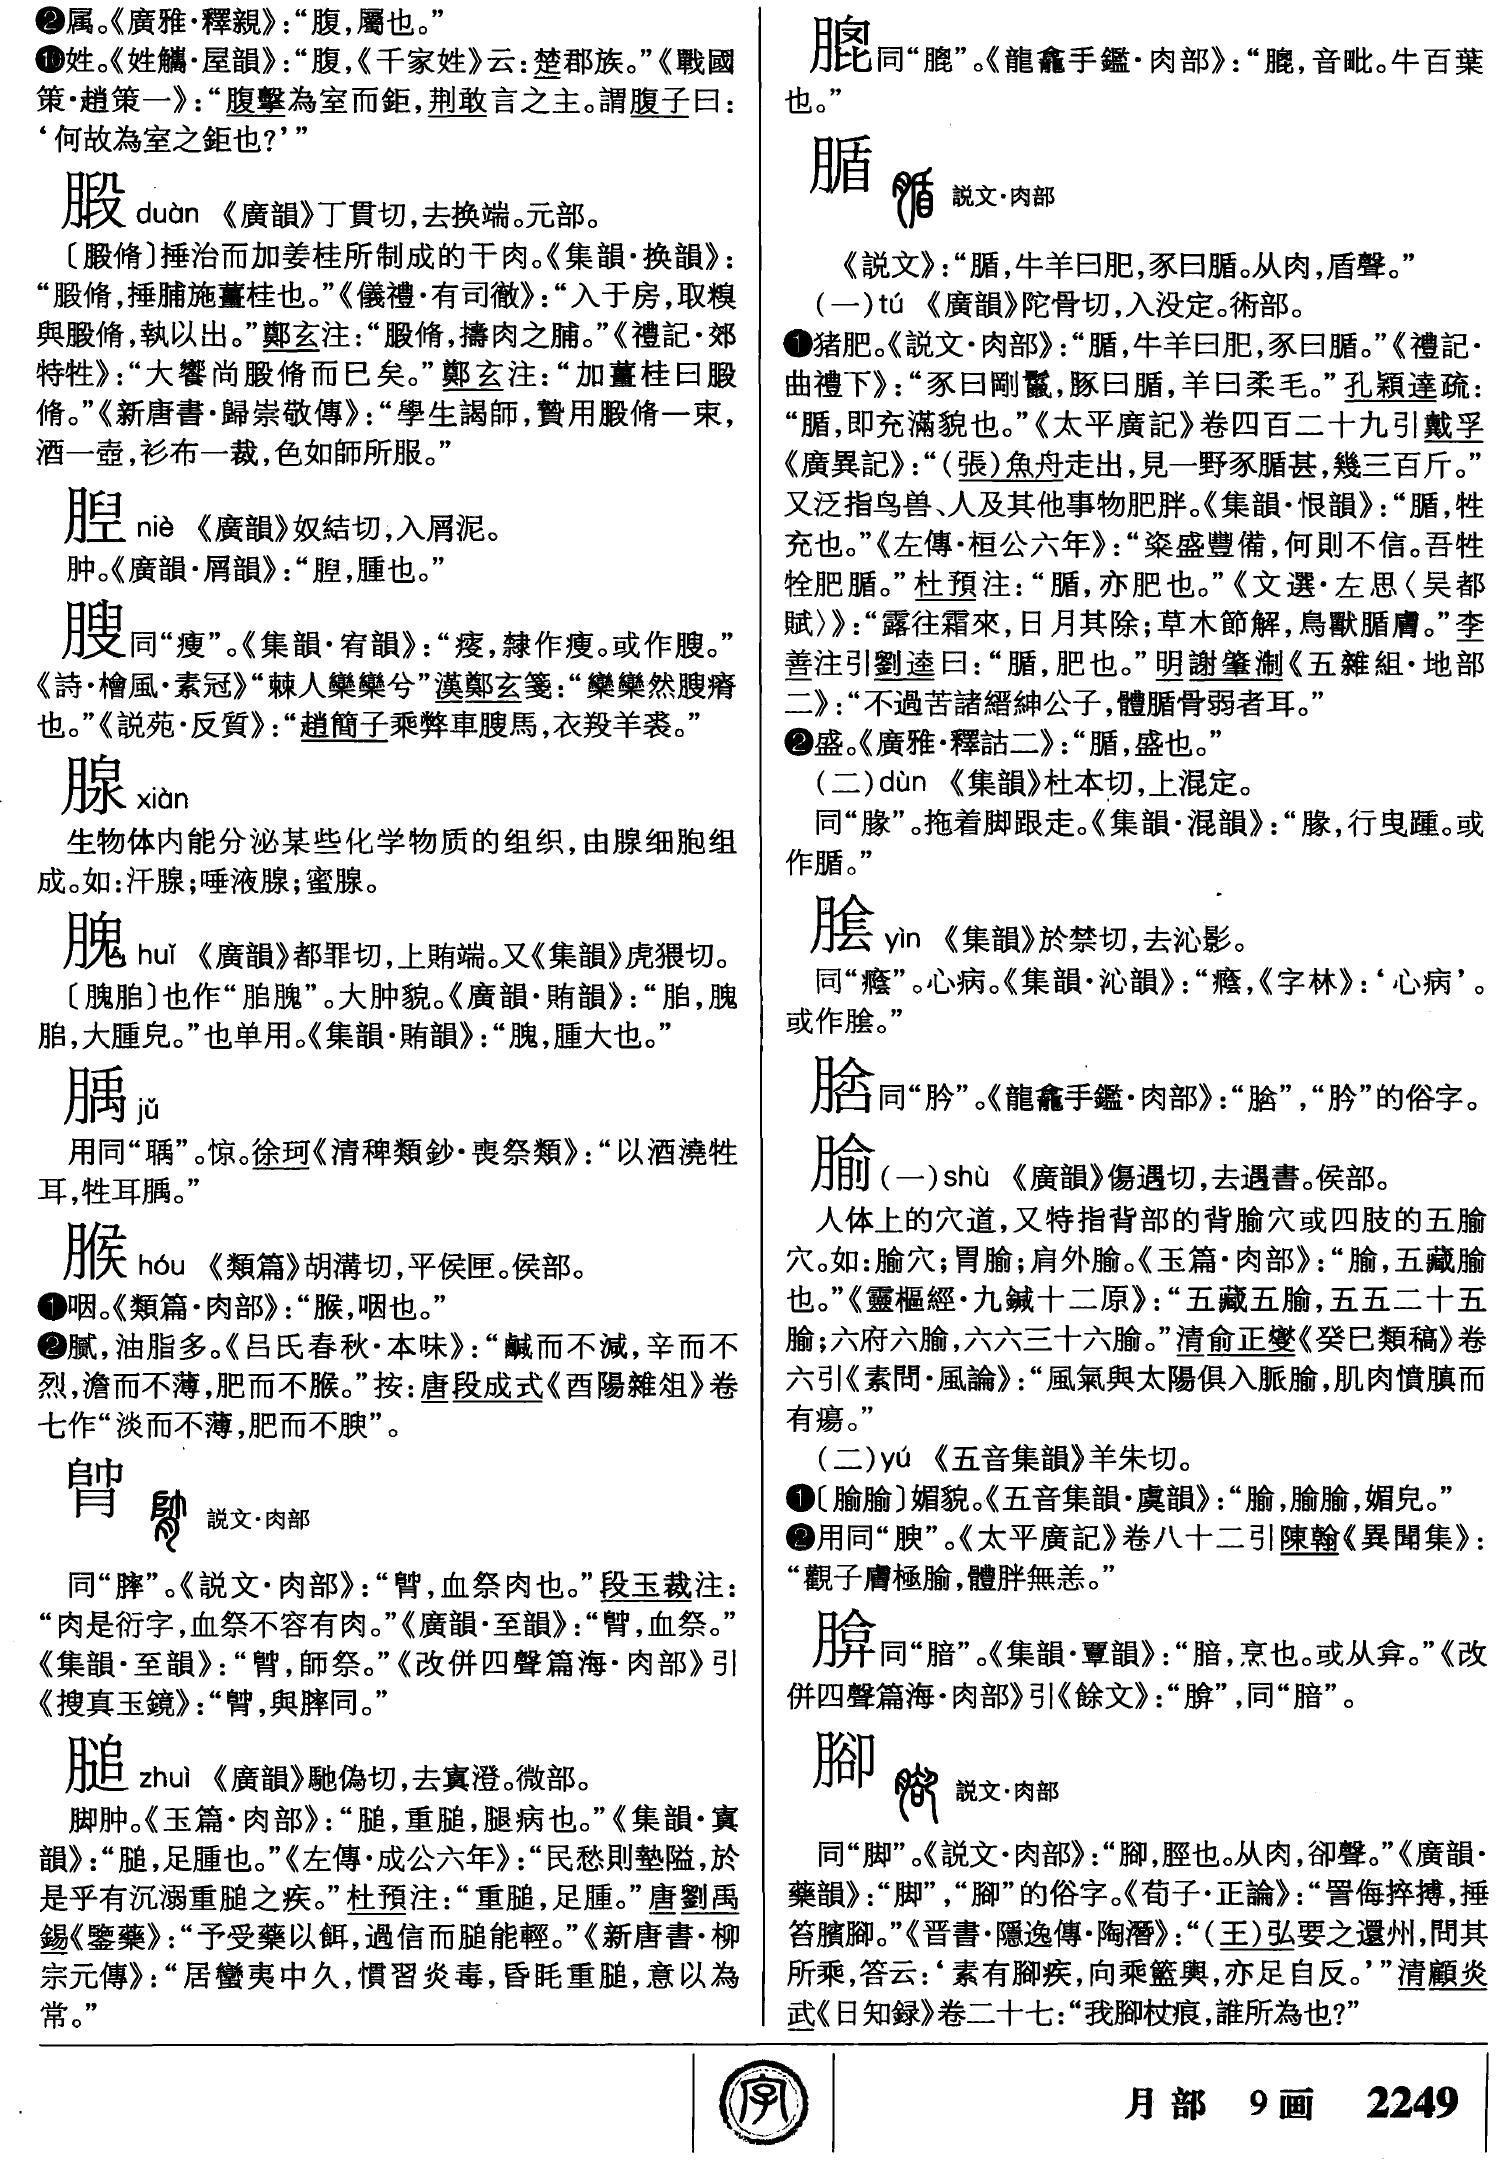 ❿属。《廣雅·釋親》：“腹，屬也。”
⓫姓。《姓觿·屋韻》：“腹，《千家姓》云：楚郡族。”《戰國
策·趙策一》：“腹擊為室而鉅，荆敢言之主。謂腹子曰：
‘何故為室之鉅也？’”
腶 duàn 《廣韻》丁貫切，去换端。元部。
〔腶脩〕捶治而加姜桂所制成的干肉。《集韻·换韻》：
“腶脩，捶脯施薑桂也。”《儀禮·有司徹》：“入于房，取糗
與腶脩，執以出。”鄭玄注：“腶脩，擣肉之脯。”《禮記·郊
特牲》：“大饗尚腶脩而已矣。”鄭玄注：“加薑桂曰腶
脩。”《新唐書·歸崇敬傳》：“學生謁師，贄用腶脩一束，
酒一壺，衫布一裁，色如師所服。”
䏲 niè 《廣韻》奴結切，入屑泥。
肿。《廣韻·屑韻》：“，腫也。”
膄同“瘦”。《集韻·宥韻》：“㾞，隸作瘦。或作膄。”
《詩·檜風·素冠》“棘人欒欒兮”漢鄭玄箋：“欒欒然膄瘠
也。”《説苑·反質》：“趙簡子乘弊車膄馬，衣羖羊裘。”
腺 xiàn
生物体内能分泌某些化学物质的组织，由腺细胞组
成。如：汗腺；唾液腺；蜜腺。
膇 huǐ 《廣韻》都罪切，上賄端。又《集韻》虎猥切。
〔腲脂〕也作“脂腲”。大肿貌。《廣韻·賄韻》：“，
，大腫皃。”也单用。《集韻·賄韻》：“，腫大也。”
腢 jǔ
用同“聥”。惊。徐珂《清稗類鈔·喪祭類》：“以酒澆牲
耳，牲耳。”
腄 hóu 《類篇》胡溝切，平侯匣。侯部。
❶咽。《類篇·肉部》：“㬋，咽也。”
❷腻，油脂多。《吕氏春秋·本味》：“鹹而不減，辛而不
烈，澹而不薄，肥而不㬋。”按：唐段成式《酉陽雜俎》卷
七作“淡而不薄，肥而不腴”。
説文·肉部
同“膟”。《説文·肉部》：“，血祭肉也。”段玉裁注：
“肉是衍字，血祭不容有肉。”《廣韻·至韻》：“，血祭。”
《集韻·至韻》：“，師祭。”《改併四聲篇海·肉部》引
《搜真玉鏡》：“，與膟同。”
膇 zhuì 《廣韻》馳偽切，去寘澄。微部。
脚肿。《玉篇·肉部》：“膇，重膇，腿病也。”《集韻·寘
韻》：“膇，足腫也。”《左傳·成公六年》：“民愁則墊隘，於
是乎有沉溺重膇之疾。”杜預注：“重膇，足腫。”唐劉禹
錫《鑒藥》：“予受藥以餌，過信而膇能輕。”《新唐書·柳
宗元傳》：“居蠻夷中久，慣習炎毒，昏眊重膇，意以為
常。”
同“膍”。《龍龕手鑑·肉部》：“，音毗。牛百葉
也。”
腯 説文·肉部
《説文》：“腯，牛羊曰肥，豕曰腯。从肉，盾聲。”
（一）tú 《廣韻》陀骨切，入没定。術部。
❶猪肥。《説文·肉部》：“腯，牛羊曰肥，豕曰腯。”《禮記·
曲禮下》：“豕曰剛鬣，豚曰腯，羊曰柔毛。”孔穎達疏：
“腯，即充滿貌也。”《太平廣記》卷四百二十九引戴孚
《廣異記》：“（張）魚舟走出，見一野豕腯甚，幾三百斤。”
又泛指鸟兽、人及其他事物肥胖。《集韻·恨韻》：“腯，牲
充也。”《左傳·桓公六年》：“粢盛豐備，何則不信。吾牲
牷肥腯。”杜預注：“腯，亦肥也。”《文選·左思〈吴都
賦〉》：“露往霜來，日月其除；草木節解，鳥獸腯膚。”李
善注引劉逵曰：“腯，肥也。”明謝肇淛《五雜組·地部
二》：“不過苦諸縉紳公子，體腯骨弱者耳。”
❷盛。《廣雅·釋詁二》：“腯，盛也。”
（二）dùn 《集韻》杜本切，上混定。
同“腞”。拖着脚跟走。《集韻·混韻》：“腞，行曳踵。或
作腯。”
yìn 《集韻》於禁切，去沁影。
同“癊”。心病。《集韻·沁韻》：“癊，《字林》：‘心病’。
或作。”
同“肣”。《龍龕手鑑·肉部》：“”，“肣”的俗字。
腧（一）shù 《廣韻》傷遇切，去遇書。侯部。
人体上的穴道，又特指背部的背腧穴或四肢的五腧
穴。如：腧穴；胃腧；肩外腧。《玉篇·肉部》：“腧，五藏腧
也。”《靈樞經·九鍼十二原》：“五藏五腧，五五二十五
腧；六府六腧，六六三十六腧。”清俞正燮《癸巳類稿》卷
六引《素問·風論》：“風氣與太陽俱入脈腧，肌肉憤䐜而
有瘍。”
（二）yú 《五音集韻》羊朱切。
❶〔腧腧〕媚貌。《五音集韻·虞韻》：“腧，腧腧，媚皃。”
❷用同“腴”。《太平廣記》卷八十二引陳翰《異聞集》：
“觀子膚極腧，體胖無恙。”
同“腤”。《集韻·覃韻》：“腤，烹也。或从弇。”《改
併四聲篇海·肉部》引《餘文》：“”，同“腤”。
腳 説文·肉部
同“脚”。《説文·肉部》：“腳，脛也。从肉，卻聲。”《廣韻·
藥韻》：“脚”，“腳”的俗字。《荀子·正論》：“詈侮捽搏，捶
笞臏腳。”《晋書·隱逸傳·陶潛》：“（王）弘要之還州，問其
所乘，答云：‘素有腳疾，向乘籃輿，亦足自反。’”清顧炎
武《日知録》卷二十七：“我腳杖痕，誰所為也？”
字
月部 9画 2249